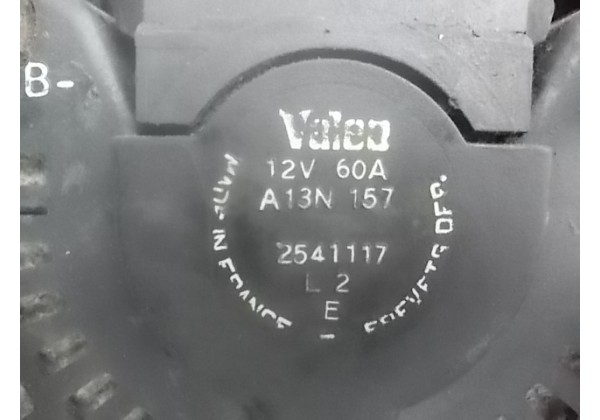 B-
Valeo
12V 60A
A13N 157
2541117
L 2
E
MADE IN FRANCE - BREVETS DEP.